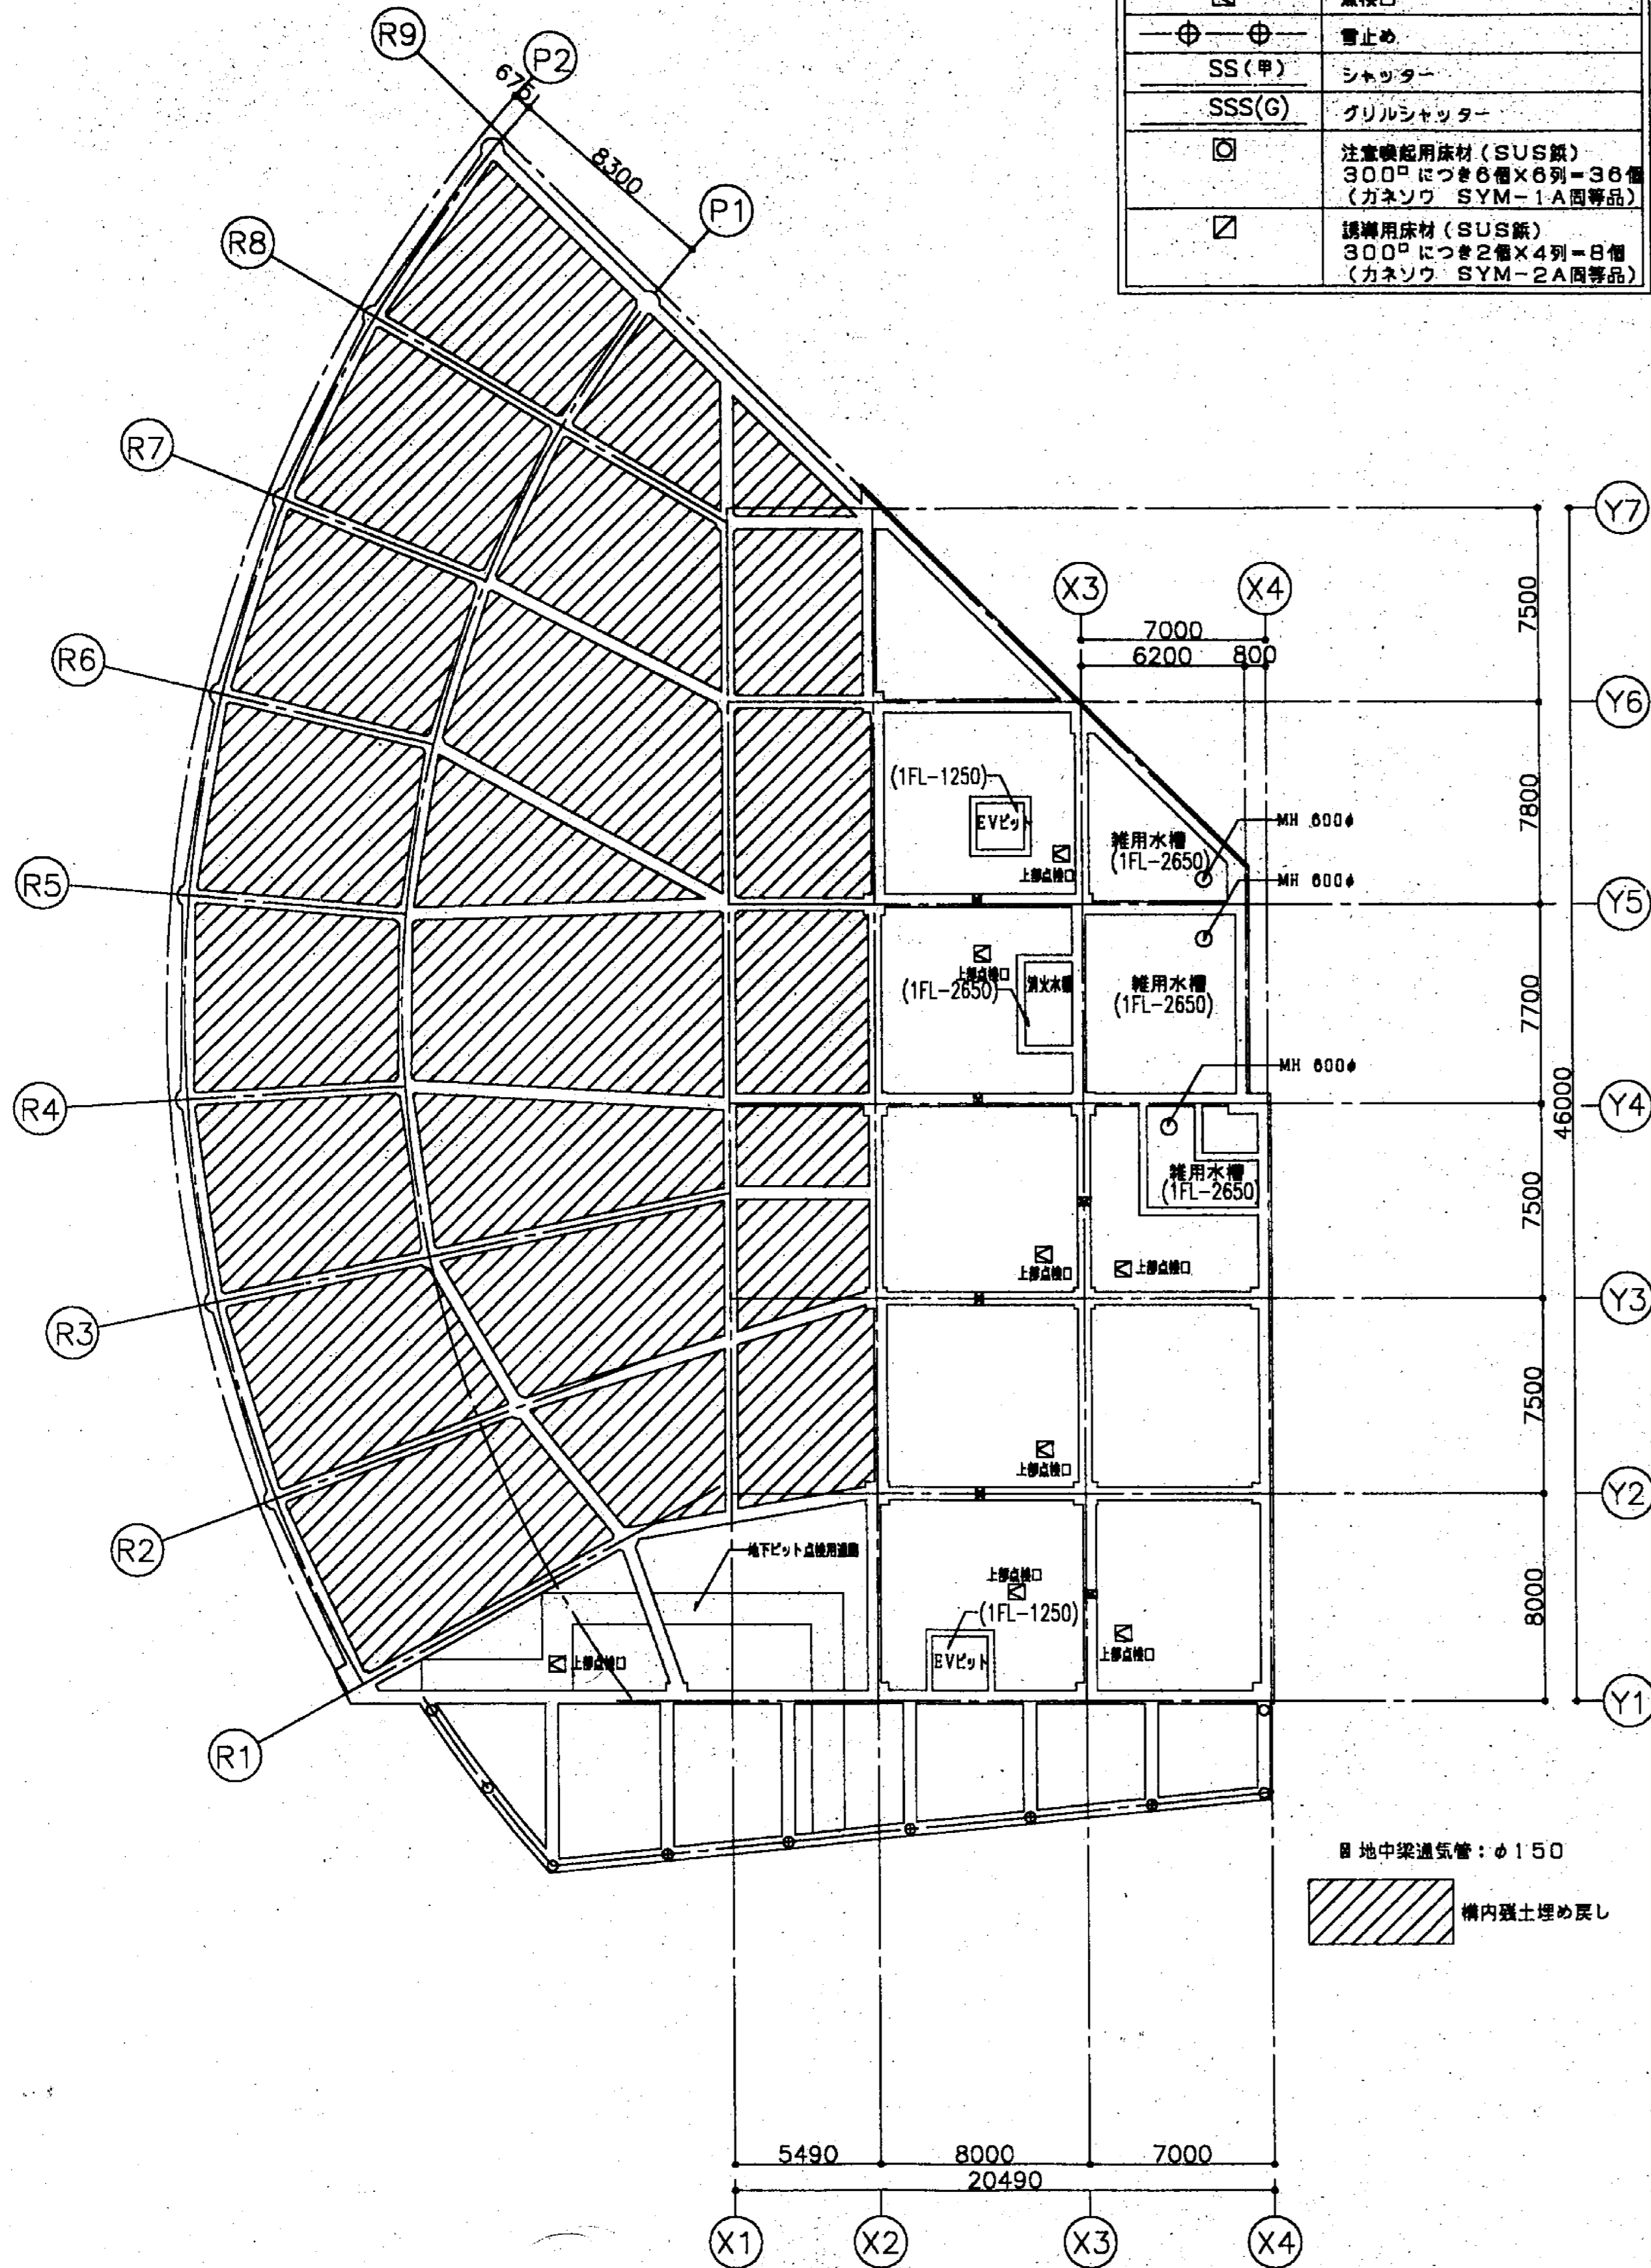 点検口
雪止め
SS(甲)
シャッター
SSS(G)
グリルシャッター
注意喚起用床材(SUS鋲)
300□につき6個×6列=36個
(カネソウ SYM-1A同等品)
誘導用床材(SUS鋲)
300□につき2個×4列=8個
(カネソウ SYM-2A同等品)
R9
P2
675
8300
P1
R8
R7
R6
R5
R4
R3
R2
R1
X3
X4
7000
6200
800
Y7
7500
Y6
7800
Y5
7700
Y4
46000
7500
Y3
7500
Y2
8000
Y1
(1FL-1250)
EVピット
上部点検口
雑用水槽
(1FL-2650)
MH 600φ
MH 600φ
上部点検口
(1FL-2650)
消火水槽
雑用水槽
(1FL-2650)
MH 600φ
雑用水槽
(1FL-2650)
上部点検口
上部点検口
上部点検口
地下ピット点検用通路
上部点検口
(1FL-1250)
EVピット
上部点検口
上部点検口
地中梁通気管:φ150
構内残土埋め戻し
5490
8000
7000
20490
X1
X2
X3
X4